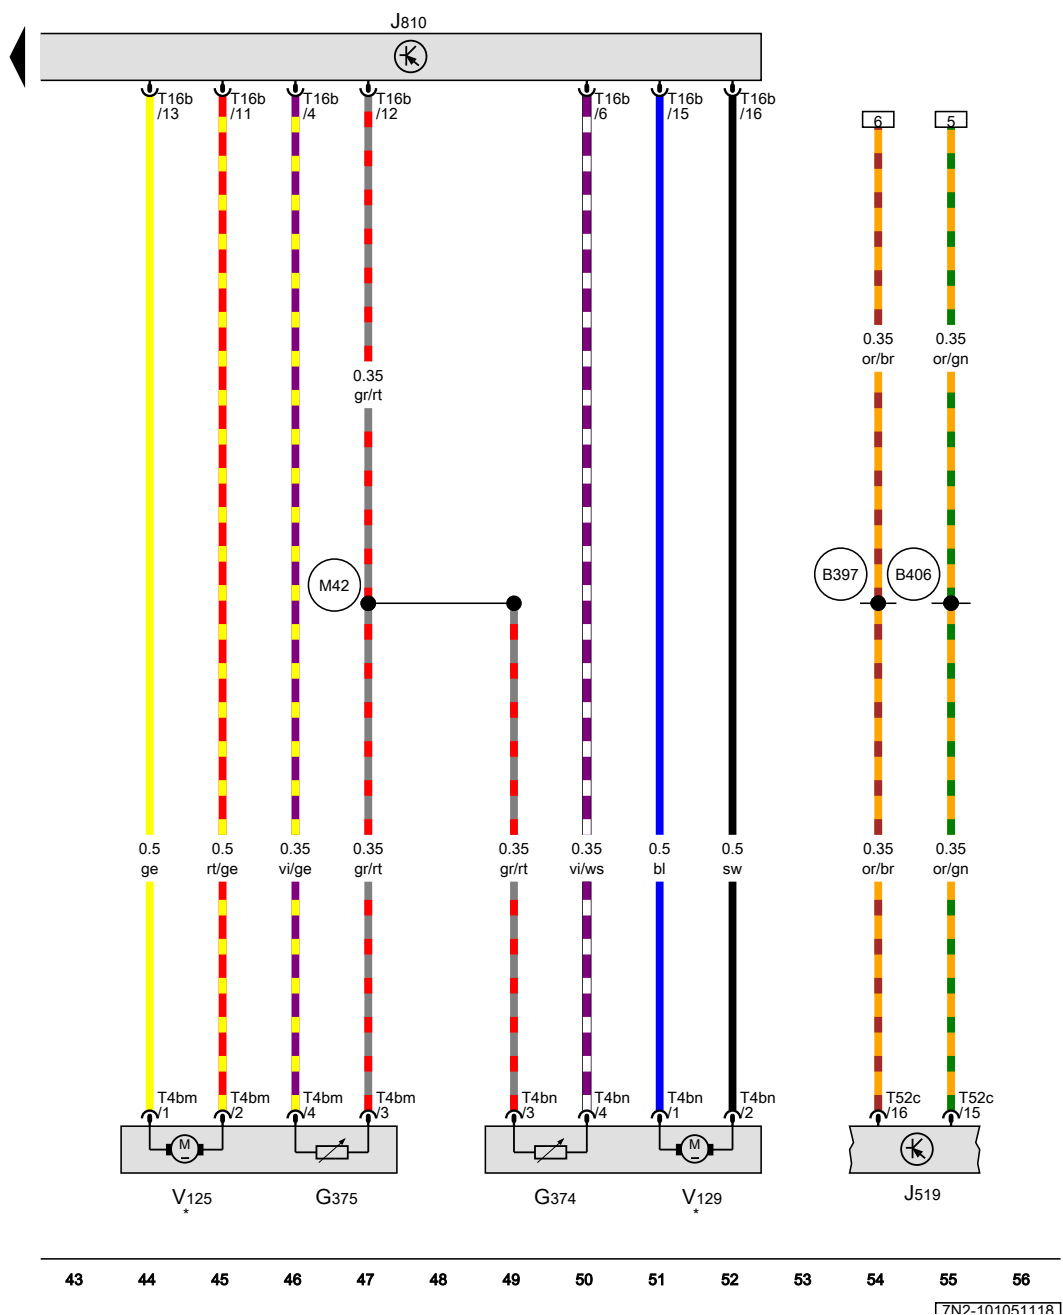 J810
T16b T16b T16b T16b T16b T16b T16b
/13 /11 /4 /12 /6 /15 /16
6 5
0.35 0.35
or/br or/gn
0.35
gr/rt
M42 B397 B406
0.5 0.5 0.35 0.35 0.35 0.35 0.5 0.5 0.35 0.35
ge rt/ge vi/ge gr/rt gr/rt vi/ws bl sw or/br or/gn
T4bm T4bm T4bm T4bm T4bn T4bn T4bn T4bn T52c T52c
/1 /2 /4 /3 /3 /4 /1 /2 /16 /15
M M
V125 G375 G374 V129 J519
* *
43 44 45 46 47 48 49 50 51 52 53 54 55 56
7N2-101051118